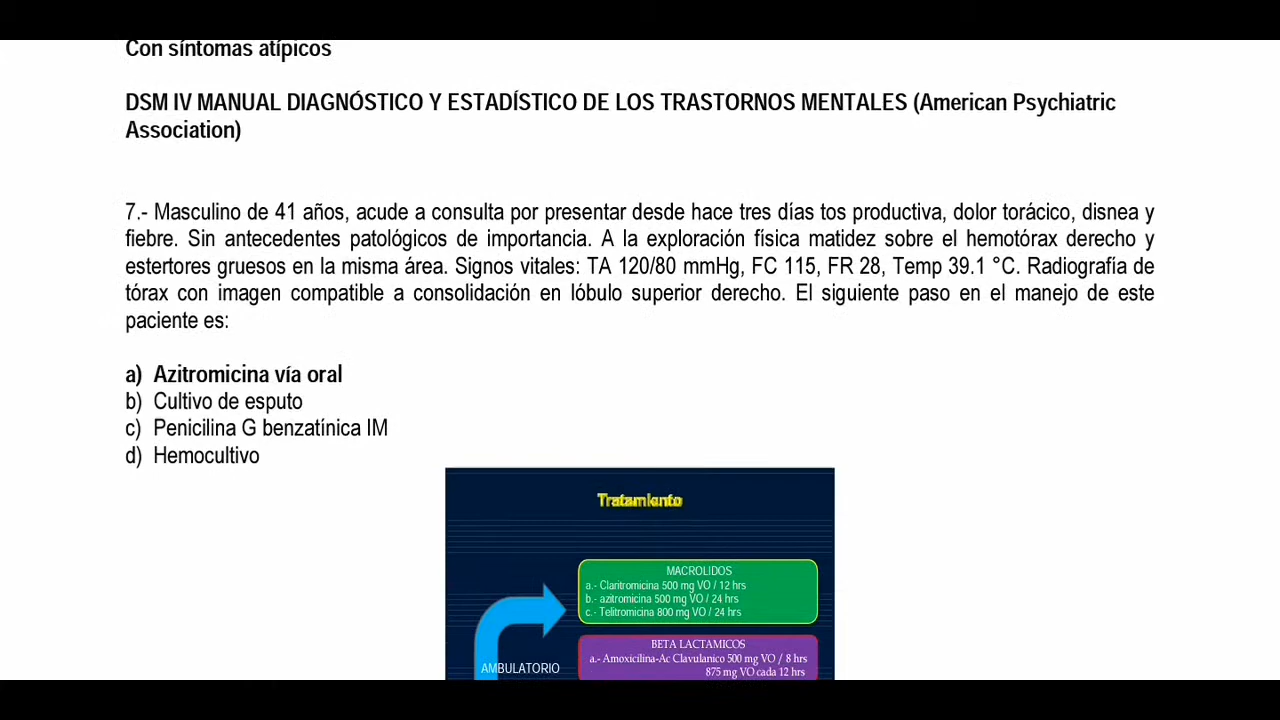 Con síntomas atípicos
DSM IV MANUAL DIAGNÓSTICO Y ESTADÍSTICO DE LOS TRASTORNOS MENTALES (American Psychiatric
Association)
7.- Masculino de 41 años, acude a consulta por presentar desde hace tres días tos productiva, dolor torácico, disnea y
fiebre. Sin antecedentes patológicos de importancia. A la exploración física matidez sobre el hemotórax derecho y
estertores gruesos en la misma área. Signos vitales: TA 120/80 mmHg, FC 115, FR 28, Temp 39.1 °C. Radiografía de
tórax con imagen compatible a consolidación en lóbulo superior derecho. El siguiente paso en el manejo de este
paciente es:
a) Azitromicina vía oral
b) Cultivo de esputo
c) Penicilina G benzatínica IM
d) Hemocultivo
Tratamiento
MACROLIDOS
a.- Claritromicina 500 mg VO / 12 hrs
b.- azitromicina 500 mg VO / 24 hrs
c.- Telitromicina 800 mg VO / 24 hrs
BETA LACTAMICOS
a.- Amoxicilina-Ac Clavulanico 500 mg VO / 8 hrs
875 mg VO cada 12 hrs
AMBULATORIO